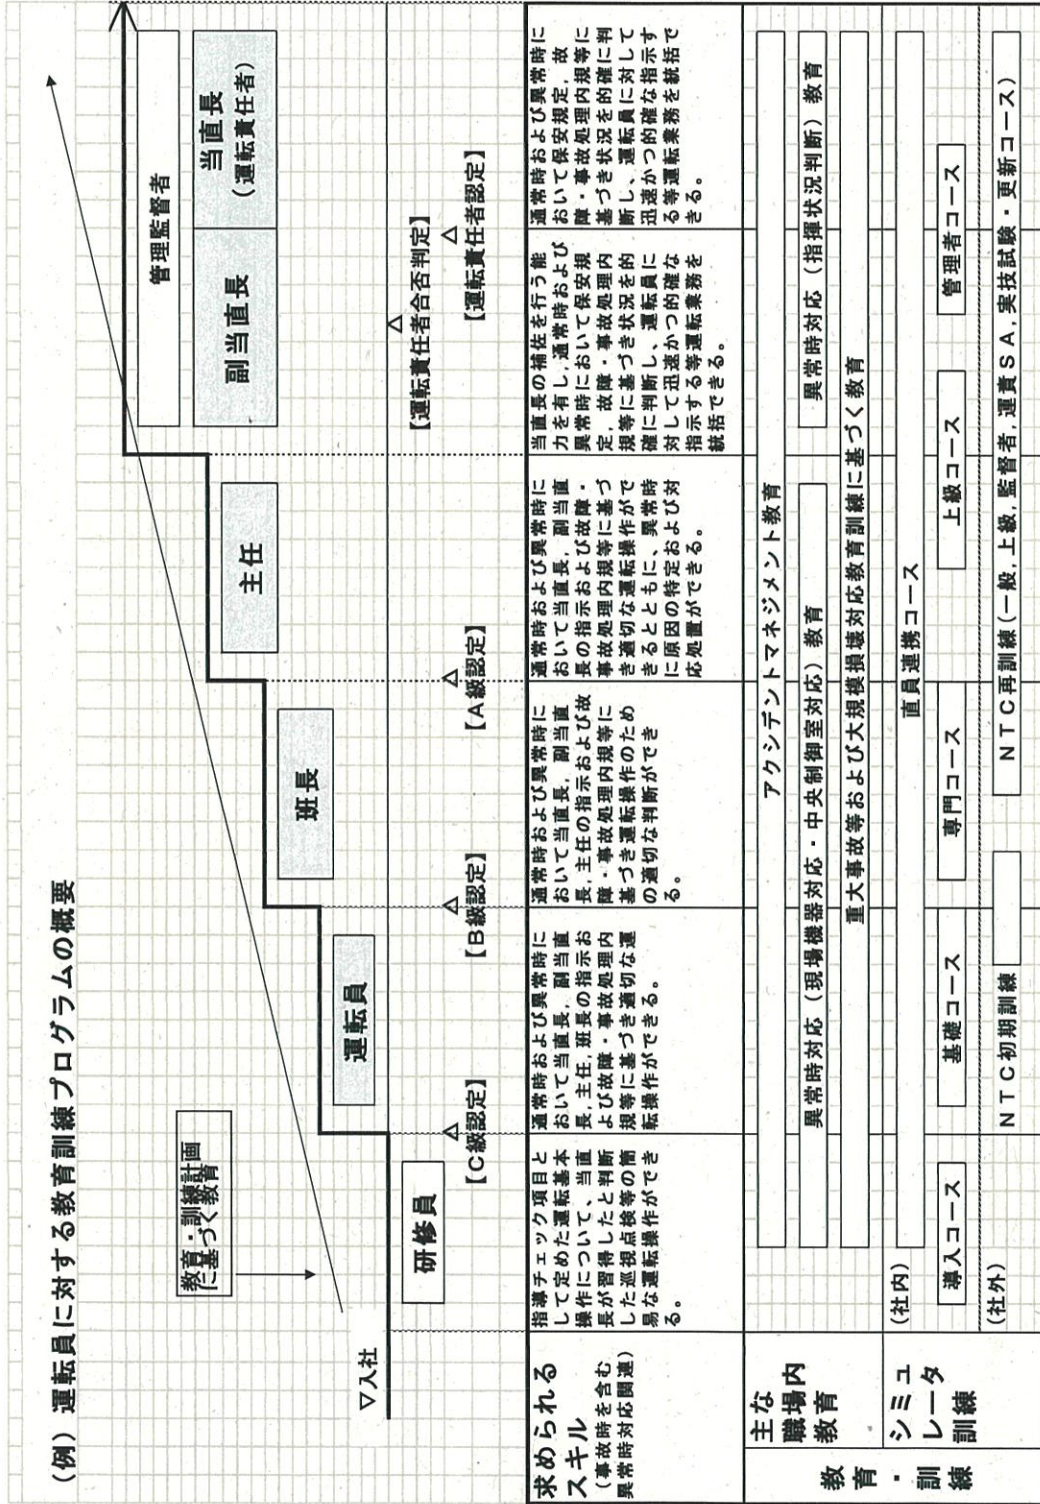 (例) 運転員に対する教育訓練プログラムの概要
教育・訓練計画
に基づく教育
▽入社
研修員
運転員
班長
主任
管理監督者
副当直長
当直長
(運転責任者)
△
【C級認定】
△
【B級認定】
△
【A級認定】
△
【運転責任者合否判定】
△
【運転責任者認定】
求められる
スキル
(事故時を含む
異常時対応関連)
指導チェック項目と
して定めた運転基本
操作について、当直
長が習得したと判断
した巡視点検等の簡
易な運転操作ができ
る。
通常時および異常時に
おいて当直長, 副当直
長, 主任, 班長の指示お
よび故障・事故処理内
規等に基づき適切な運
転操作ができる。
通常時および異常時に
おいて当直長, 副当直
長, 主任の指示および故
障・事故処理内規等に
基づき運転操作のため
の適切な判断ができ
る。
通常時および異常時に
おいて当直長, 副当直
長の指示および故障・
事故処理内規等に基づ
き適切な運転操作がで
きるとともに、異常時
に原因の特定および対
応処置ができる。
当直長の補佐を行う能
力を有し, 通常時および
異常時において保安規
定, 故障・事故処理内
規等に基づき状況を的
確に判断し、運転員に
対して迅速かつ的確な
指示する等運転業務を
統括できる。
通常時および異常時に
おいて保安規定, 故
障・事故処理内規等に
基づき状況を的確に判
断し、運転員に対して
迅速かつ的確な指示す
る等運転業務を統括で
きる。
教育・訓練
主な
職場内
教育
アクシデントマネジメント教育
異常時対応(現場機器対応・中央制御室対応)教育
異常時対応(指揮状況判断)教育
重大事故等および大規模損壊対応教育訓練に基づく教育
シミュ
レータ
訓練
(社内)
直員連携コース
導入コース
基礎コース
専門コース
上級コース
管理者コース
(社外)
NTC初期訓練
NTC再訓練(一般, 上級, 監督者, 運責SA, 実技試験・更新コース)